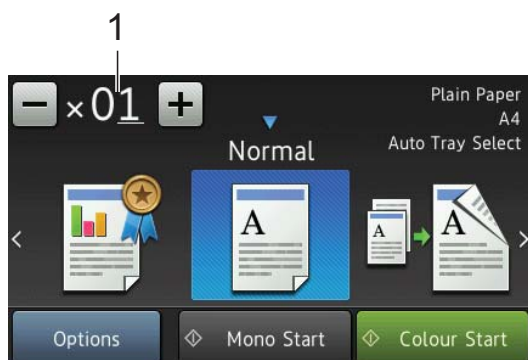 1
×01
Plain Paper
A4
Auto Tray Select
Normal
A
A
A
Options
Mono Start
Colour Start